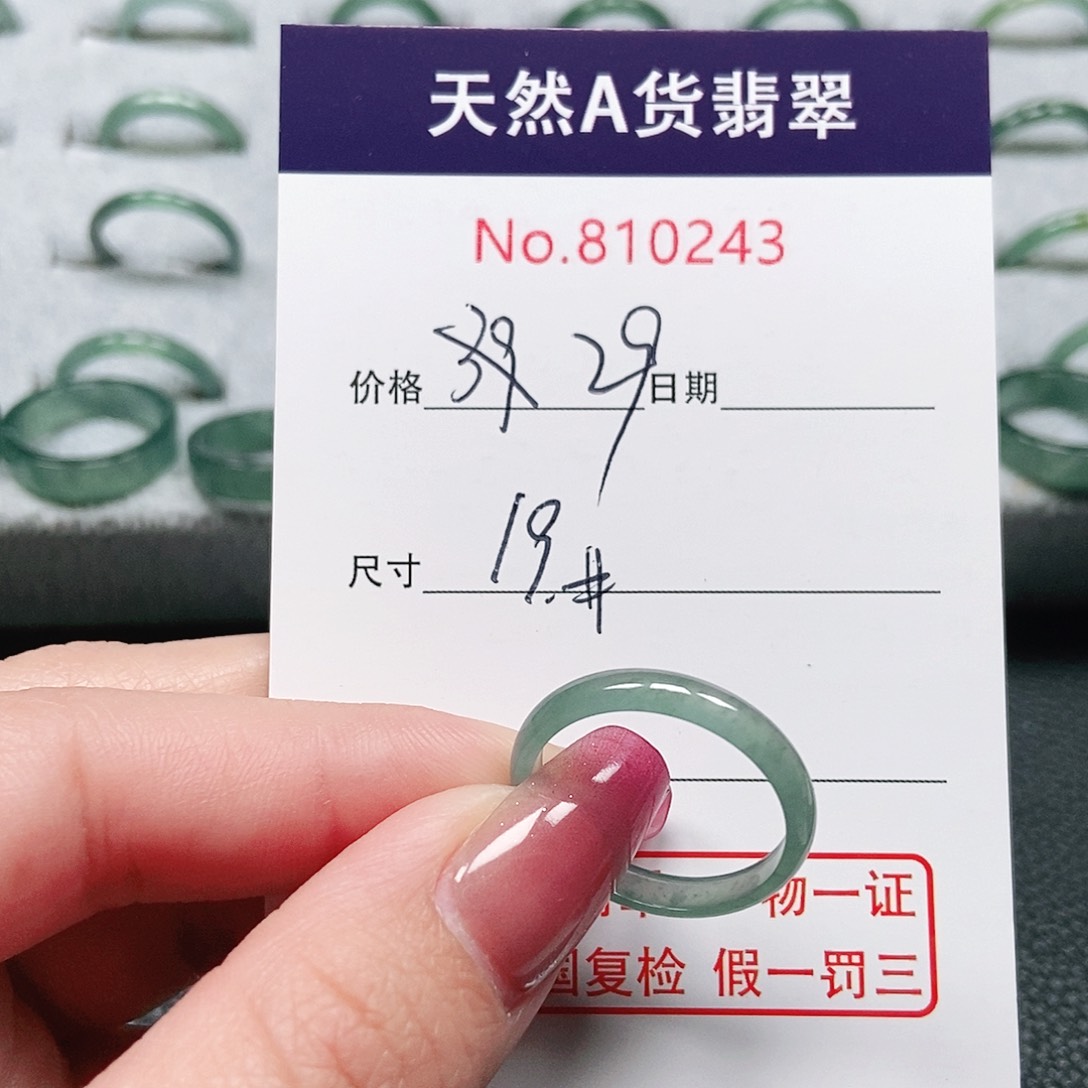 天然A货翡翠
No.810243
价格 39 29 日期
尺寸 19.#
物一证
国复检 假一罚三